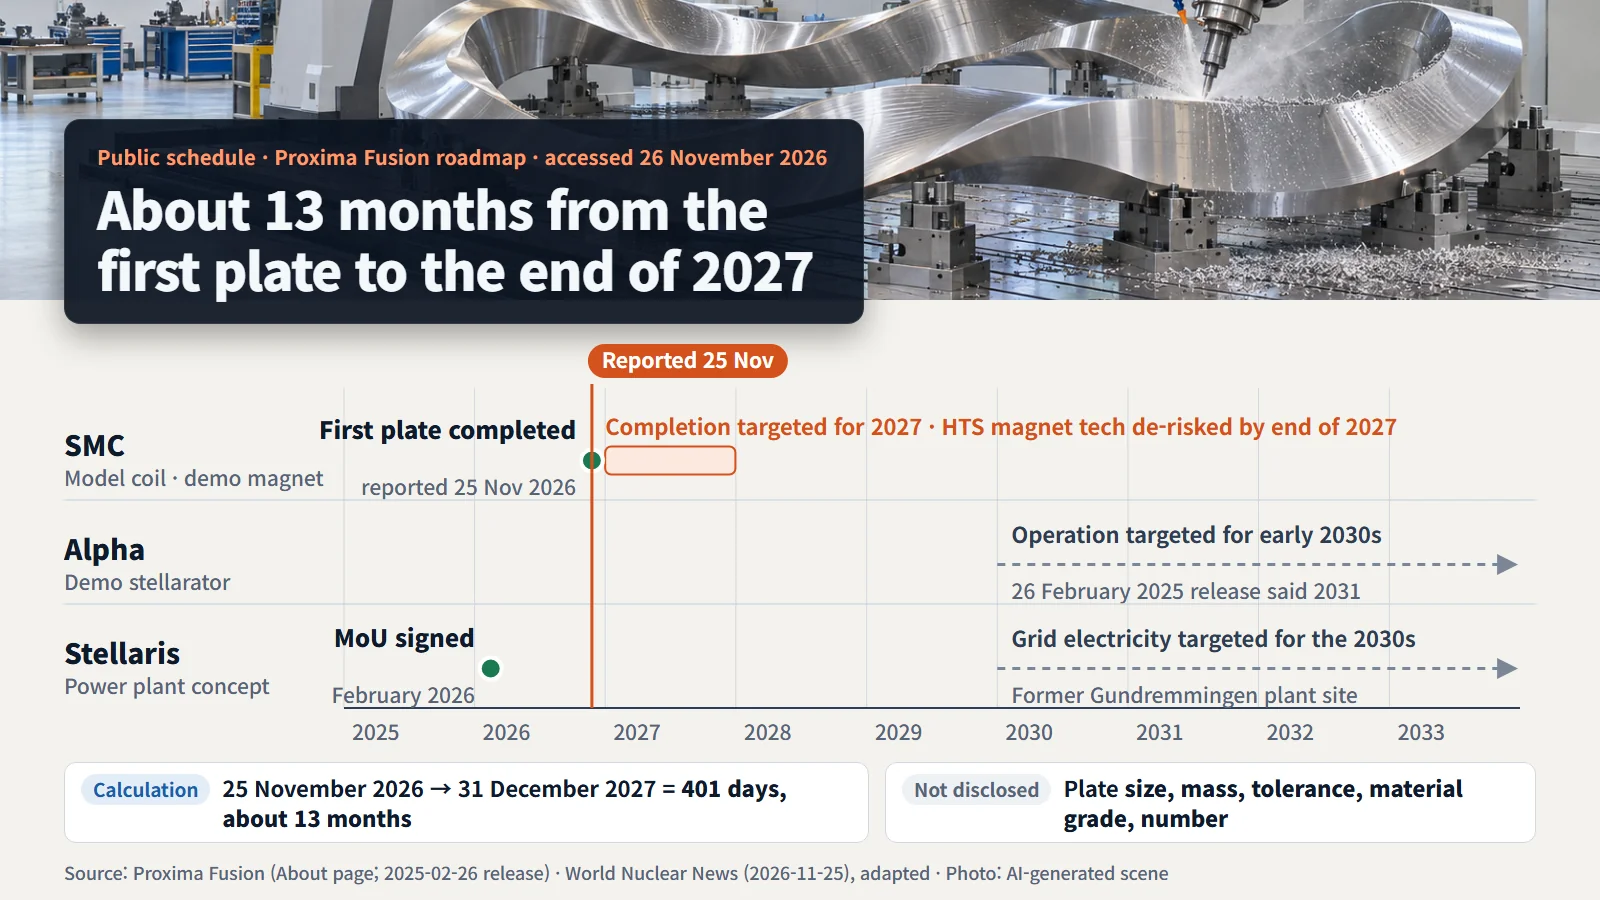 Public schedule · Proxima Fusion roadmap · accessed 26 November 2026
About 13 months from the
first plate to the end of 2027
Reported 25 Nov
SMC
Model coil · demo magnet
First plate completed
reported 25 Nov 2026
Completion targeted for 2027 · HTS magnet tech de-risked by end of 2027
Alpha
Demo stellarator
Operation targeted for early 2030s
26 February 2025 release said 2031
Stellaris
Power plant concept
MoU signed
February 2026
Grid electricity targeted for the 2030s
Former Gundremmingen plant site
2025 2026 2027 2028 2029 2030 2031 2032 2033
Calculation
25 November 2026 → 31 December 2027 = 401 days,
about 13 months
Not disclosed
Plate size, mass, tolerance, material
grade, number
Source: Proxima Fusion (About page; 2025-02-26 release) · World Nuclear News (2026-11-25), adapted · Photo: AI-generated scene